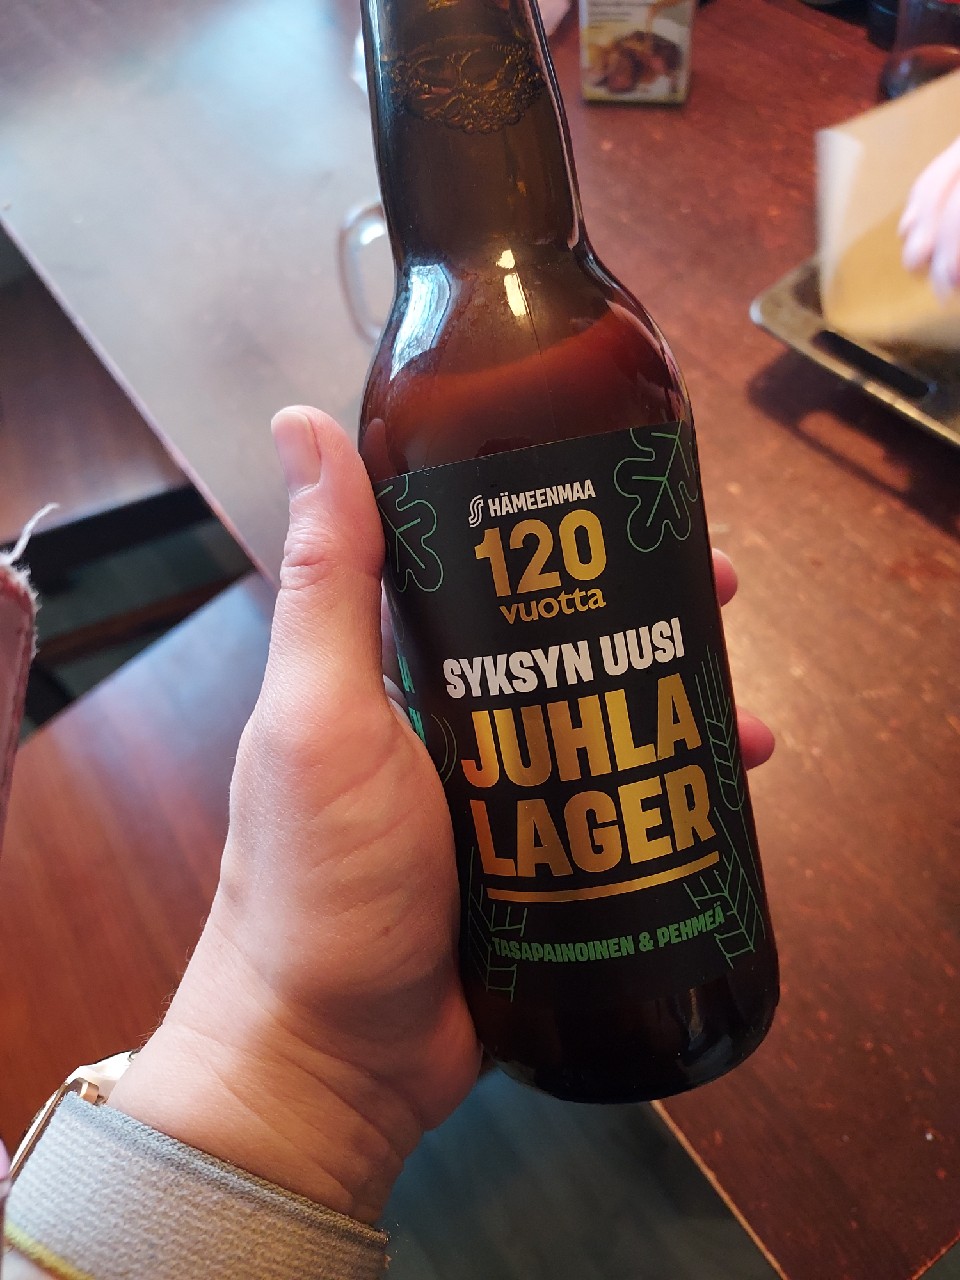 HÄMEENMAA
120
vuotta
SYKSYN UUSI
JUHLA
LAGER
TASAPAINOINEN & PEHMEÄ